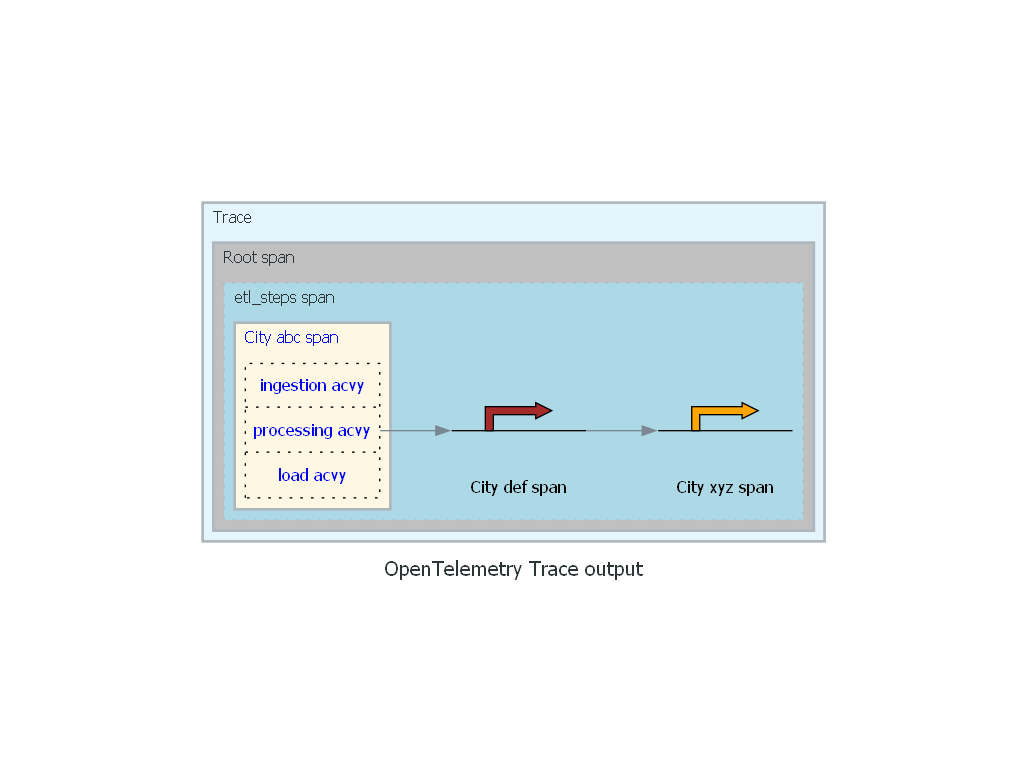 Trace
Root span
etl_steps span
City abc span
ingestion acvy
processing acvy
load acvy
City def span
City xyz span
OpenTelemetry Trace output